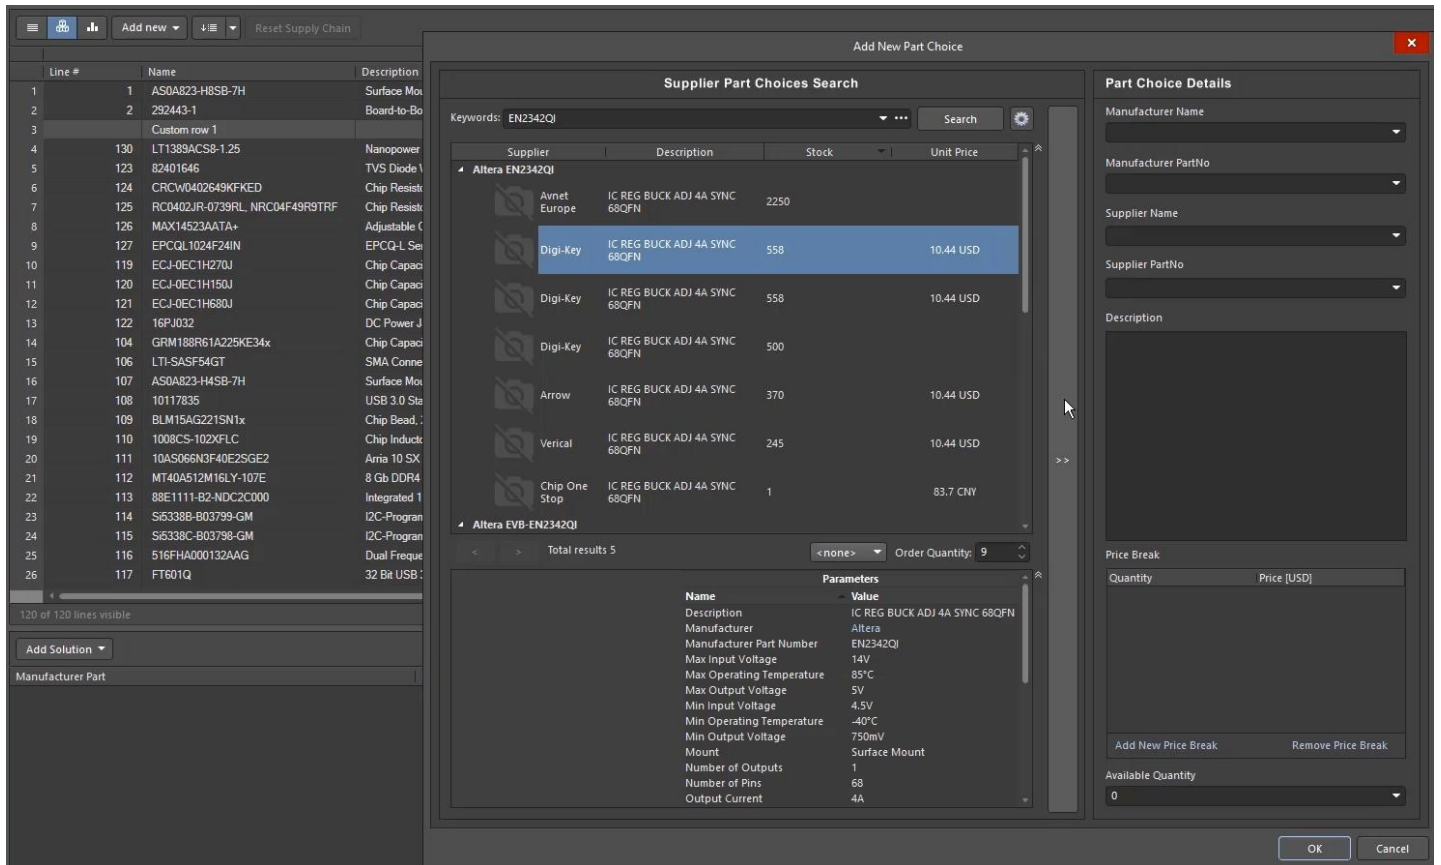 Add new
Reset Supply Chain
Line # Name Description
1 1 AS0A823-H8SB-7H Surface Mou
2 2 292443-1 Board-to-Bo
3 Custom row 1
4 130 LT1389ACS8-1.25 Nanopower
5 123 82401646 TVS Diode
6 124 CRCW0402649KFKED Chip Resisto
7 125 RC0402JR-0739RL, NRC04F49R9TRF Chip Resisto
8 126 MAX14523AATA+ Adjustable C
9 127 EPCQL1024F24IN EPCQ-L Ser
10 119 ECJ-0EC1H270J Chip Capaci
11 120 ECJ-0EC1H150J Chip Capaci
12 121 ECJ-0EC1H680J Chip Capaci
13 122 16PJ032 DC Power J
14 104 GRM188R61A225KE34x Chip Capaci
15 106 LTI-SASF54GT SMA Conne
16 107 AS0A823-H4SB-7H Surface Mou
17 108 10117835 USB 3.0 Sta
18 109 BLM15AG221SN1x Chip Bead,
19 110 1008CS-102XFLC Chip Inducto
20 111 10AS066N3F40E2SGE2 Arria 10 SX
21 112 MT40A512M16LY-107E 8 Gb DDR4
22 113 88E1111-B2-NDC2C000 Integrated 1
23 114 Si5338B-B03799-GM I2C-Program
24 115 Si5338C-B03798-GM I2C-Program
25 116 516FHA000132AAG Dual Freque
26 117 FT601Q 32 Bit USB
120 of 120 lines visible
Add Solution
Manufacturer Part
Add New Part Choice
Supplier Part Choices Search
Keywords: EN2342QI ... Search
Supplier Description Stock Unit Price
Altera EN2342QI
Avnet Europe IC REG BUCK ADJ 4A SYNC 68QFN 2250
Digi-Key IC REG BUCK ADJ 4A SYNC 68QFN 558 10.44 USD
Digi-Key IC REG BUCK ADJ 4A SYNC 68QFN 558 10.44 USD
Digi-Key IC REG BUCK ADJ 4A SYNC 68QFN 500
Arrow IC REG BUCK ADJ 4A SYNC 68QFN 370 10.44 USD
Verical IC REG BUCK ADJ 4A SYNC 68QFN 245 10.44 USD
Chip One Stop IC REG BUCK ADJ 4A SYNC 68QFN 1 83.7 CNY
Altera EVB-EN2342QI
< > Total results 5 <none> Order Quantity: 9
Parameters
Name Value
Description IC REG BUCK ADJ 4A SYNC 68QFN
Manufacturer Altera
Manufacturer Part Number EN2342QI
Max Input Voltage 14V
Max Operating Temperature 85°C
Max Output Voltage 5V
Min Input Voltage 4.5V
Min Operating Temperature -40°C
Min Output Voltage 750mV
Mount Surface Mount
Number of Outputs 1
Number of Pins 68
Output Current 4A
>>
Part Choice Details
Manufacturer Name
Manufacturer PartNo
Supplier Name
Supplier PartNo
Description
Price Break
Quantity Price [USD]
Add New Price Break Remove Price Break
Available Quantity
0
OK Cancel